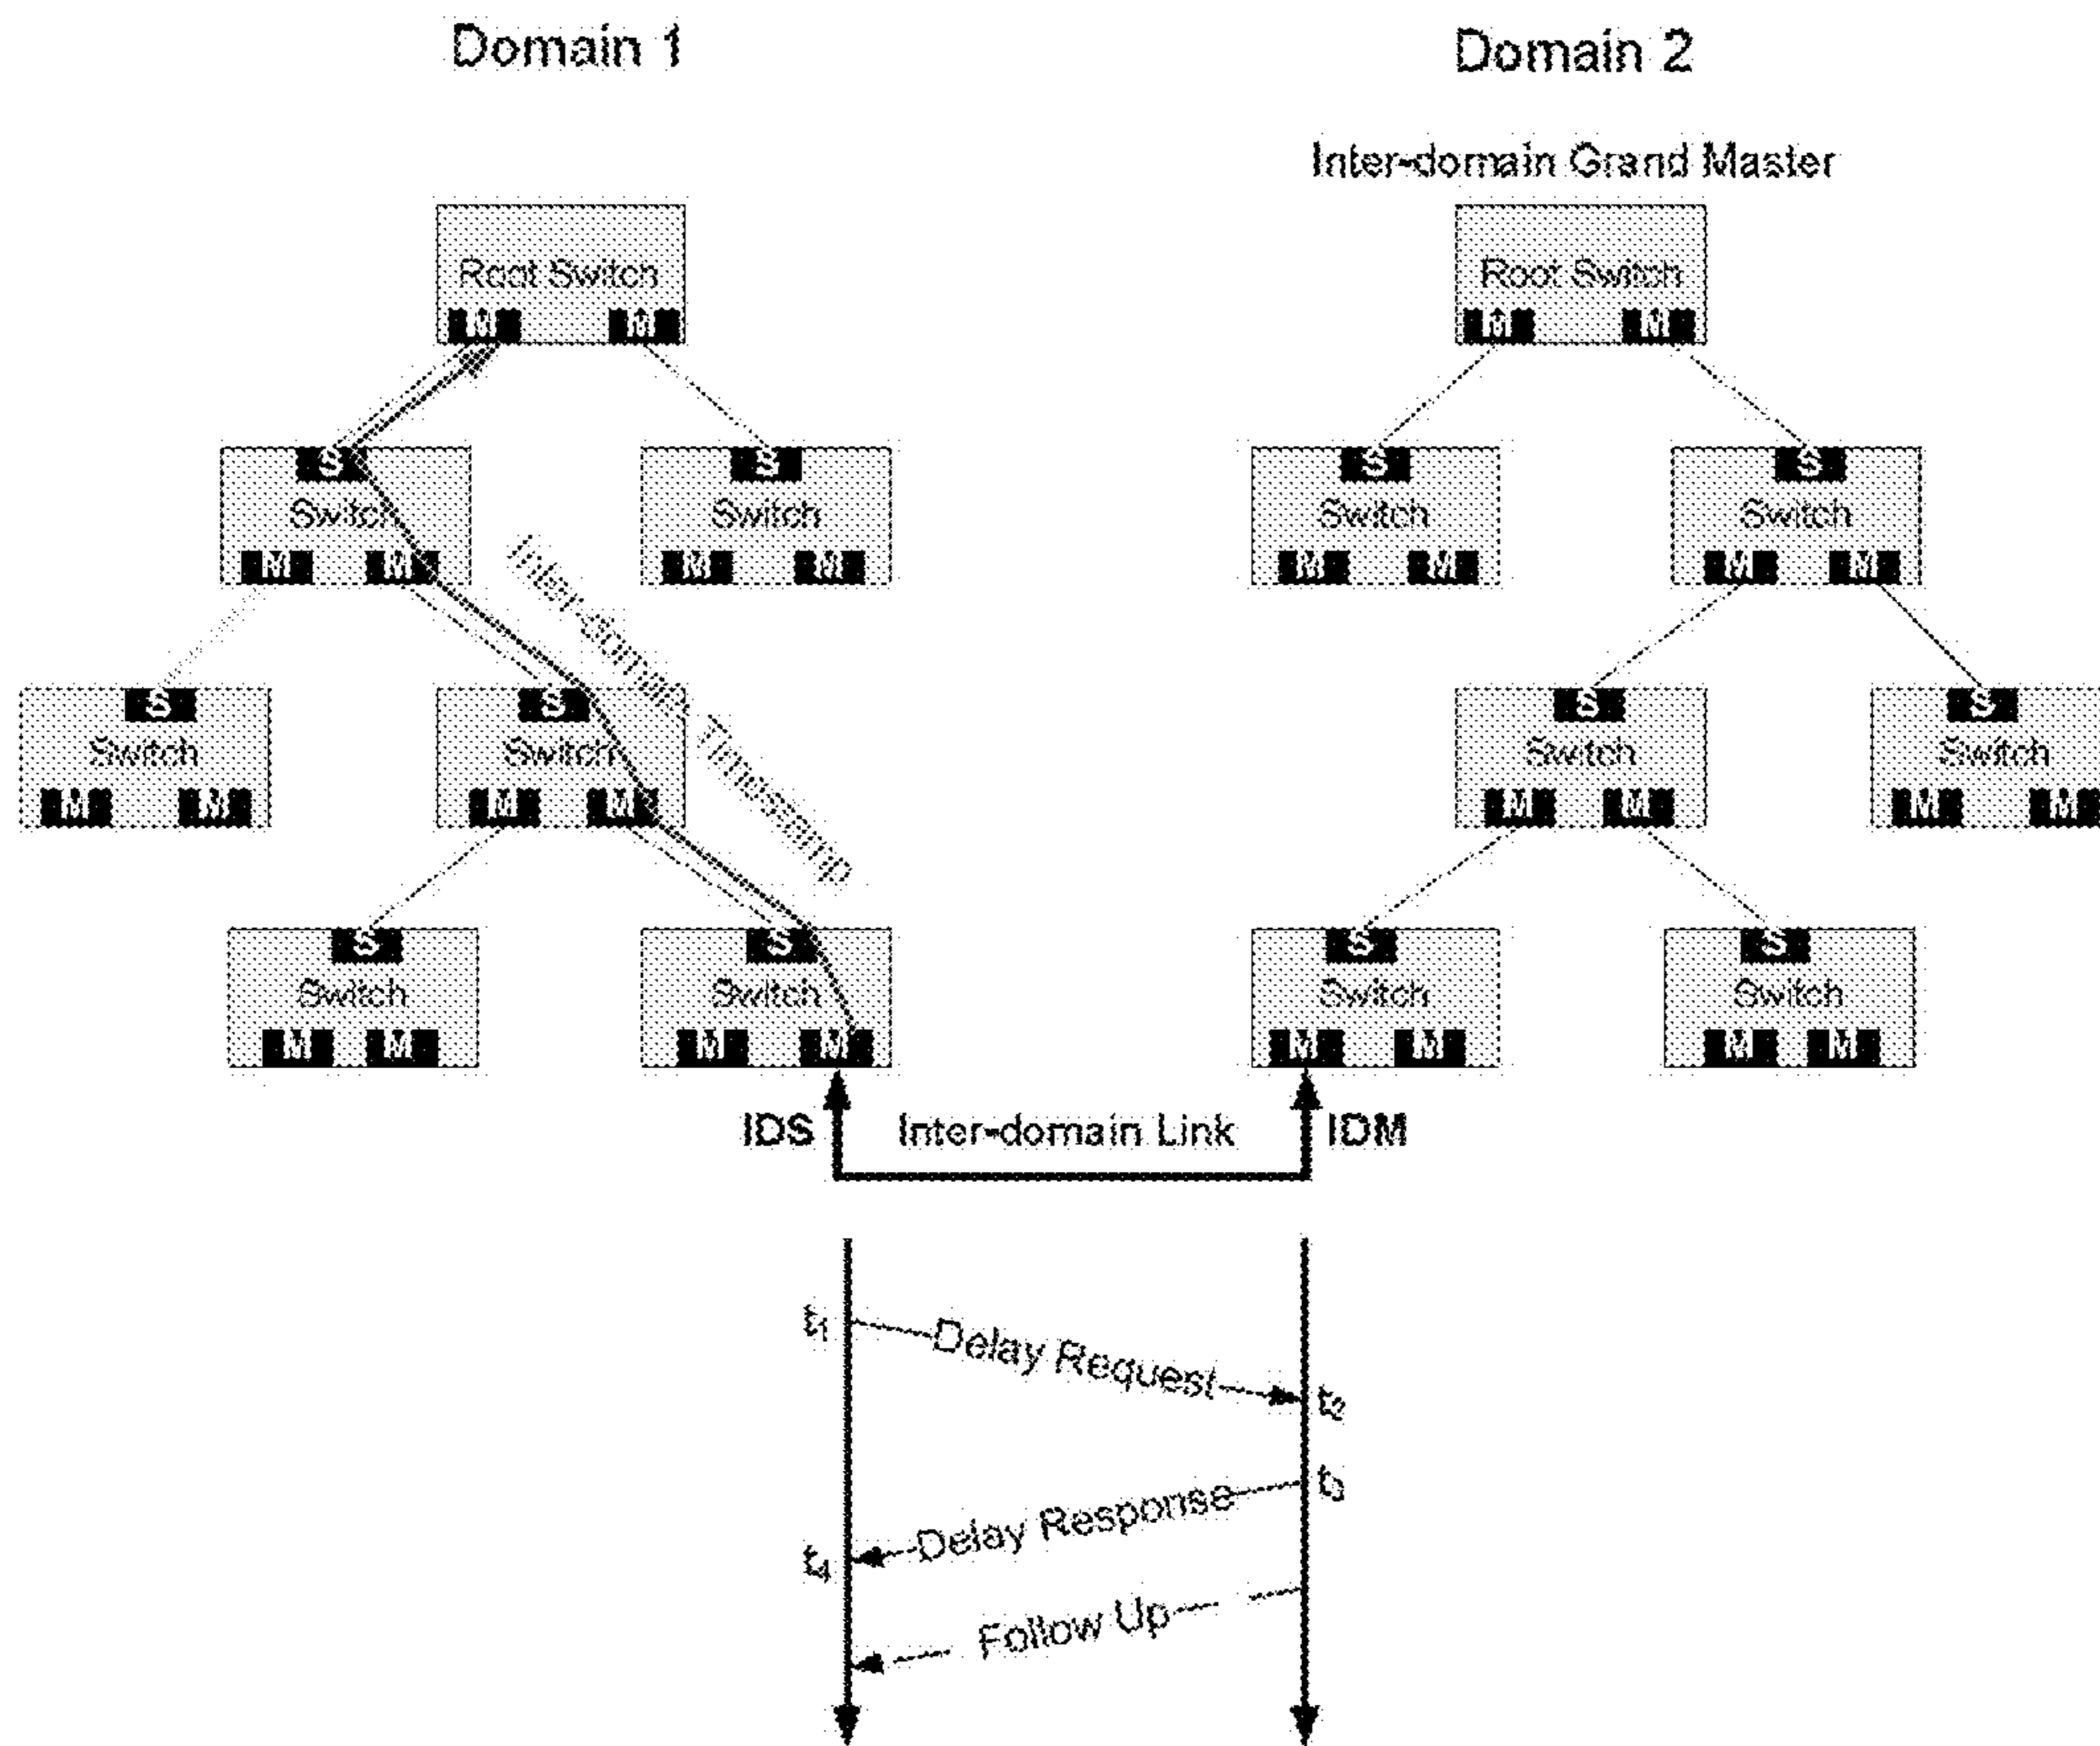 Domain 1
Domain 2
Inter-domain Grand Master
Root Switch
M M
Root Switch
M M
S
Switch
M M
S
Switch
M M
S
Switch
M M
S
Switch
M M
Inter-domain Timestamp
S
Switch
M M
S
Switch
M M
S
Switch
M M
S
Switch
M M
S
Switch
M M
S
Switch
M M
S
Switch
M M
S
Switch
M M
IDS
Inter-domain Link
IDM
t1
Delay Request
t2
t3
Delay Response
t4
Follow Up